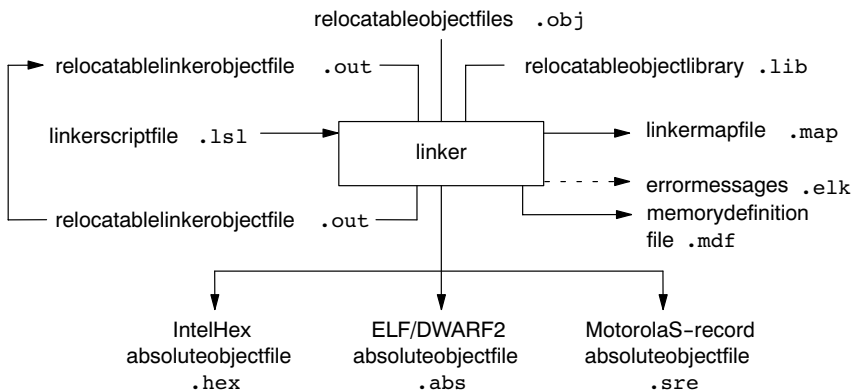 relocatableobjectfiles .obj
relocatablelinkerobjectfile .out
relocatableobjectlibrary .lib
linkerscriptfile .lsl
linker
linkermapfile .map
errormessages .elk
relocatablelinkerobjectfile .out
memorydefinition
file .mdf
IntelHex
absoluteobjectfile
.hex
ELF/DWARF2
absoluteobjectfile
.abs
MotorolaS-record
absoluteobjectfile
.sre